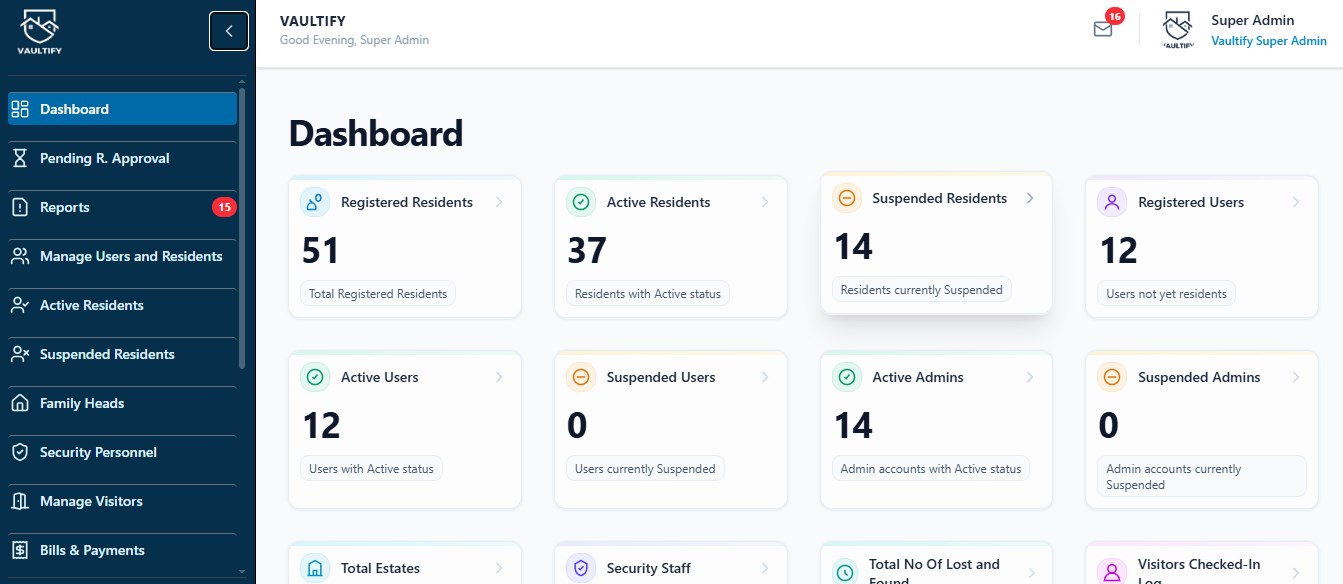 VAULTIFY
Dashboard
Pending R. Approval
Reports
15
Manage Users and Residents
Active Residents
Suspended Residents
Family Heads
Security Personnel
Manage Visitors
Bills & Payments
VAULTIFY
Good Evening, Super Admin
16
VAULTIFY
Super Admin
Vaultify Super Admin
Dashboard
Registered Residents
51
Total Registered Residents
Active Residents
37
Residents with Active status
Suspended Residents
14
Residents currently Suspended
Registered Users
12
Users not yet residents
Active Users
12
Users with Active status
Suspended Users
0
Users currently Suspended
Active Admins
14
Admin accounts with Active status
Suspended Admins
0
Admin accounts currently
Suspended
Total Estates
Security Staff
Total No Of Lost and
Found
Visitors Checked-In
Log